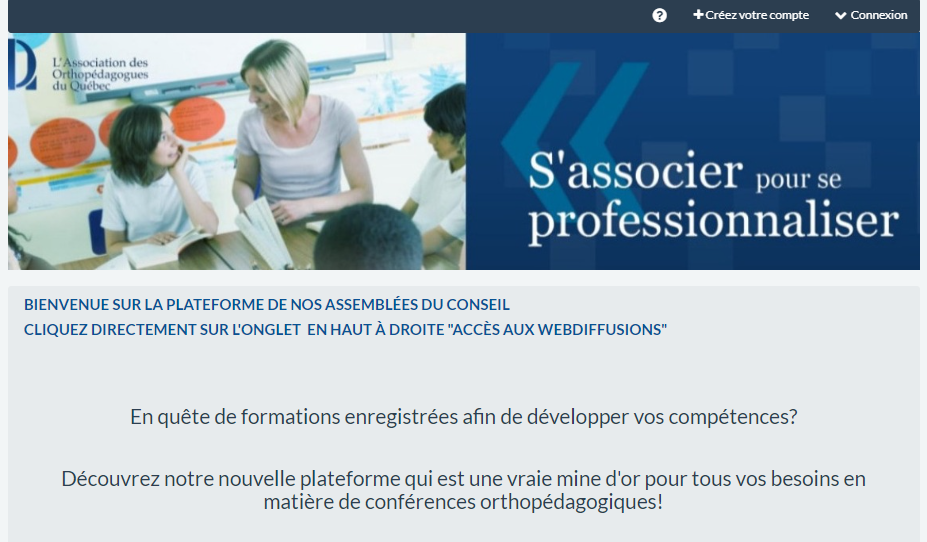 Créez votre compte
Connexion
L'Association des
Orthopédagogues
du Québec
S'associer pour se
professionnaliser
BIENVENUE SUR LA PLATEFORME DE NOS ASSEMBLÉES DU CONSEIL
CLIQUEZ DIRECTEMENT SUR L'ONGLET EN HAUT À DROITE "ACCÈS AUX WEBDIFFUSIONS"
En quête de formations enregistrées afin de développer vos compétences?
Découvrez notre nouvelle plateforme qui est une vraie mine d'or pour tous vos besoins en
matière de conférences orthopédagogiques!